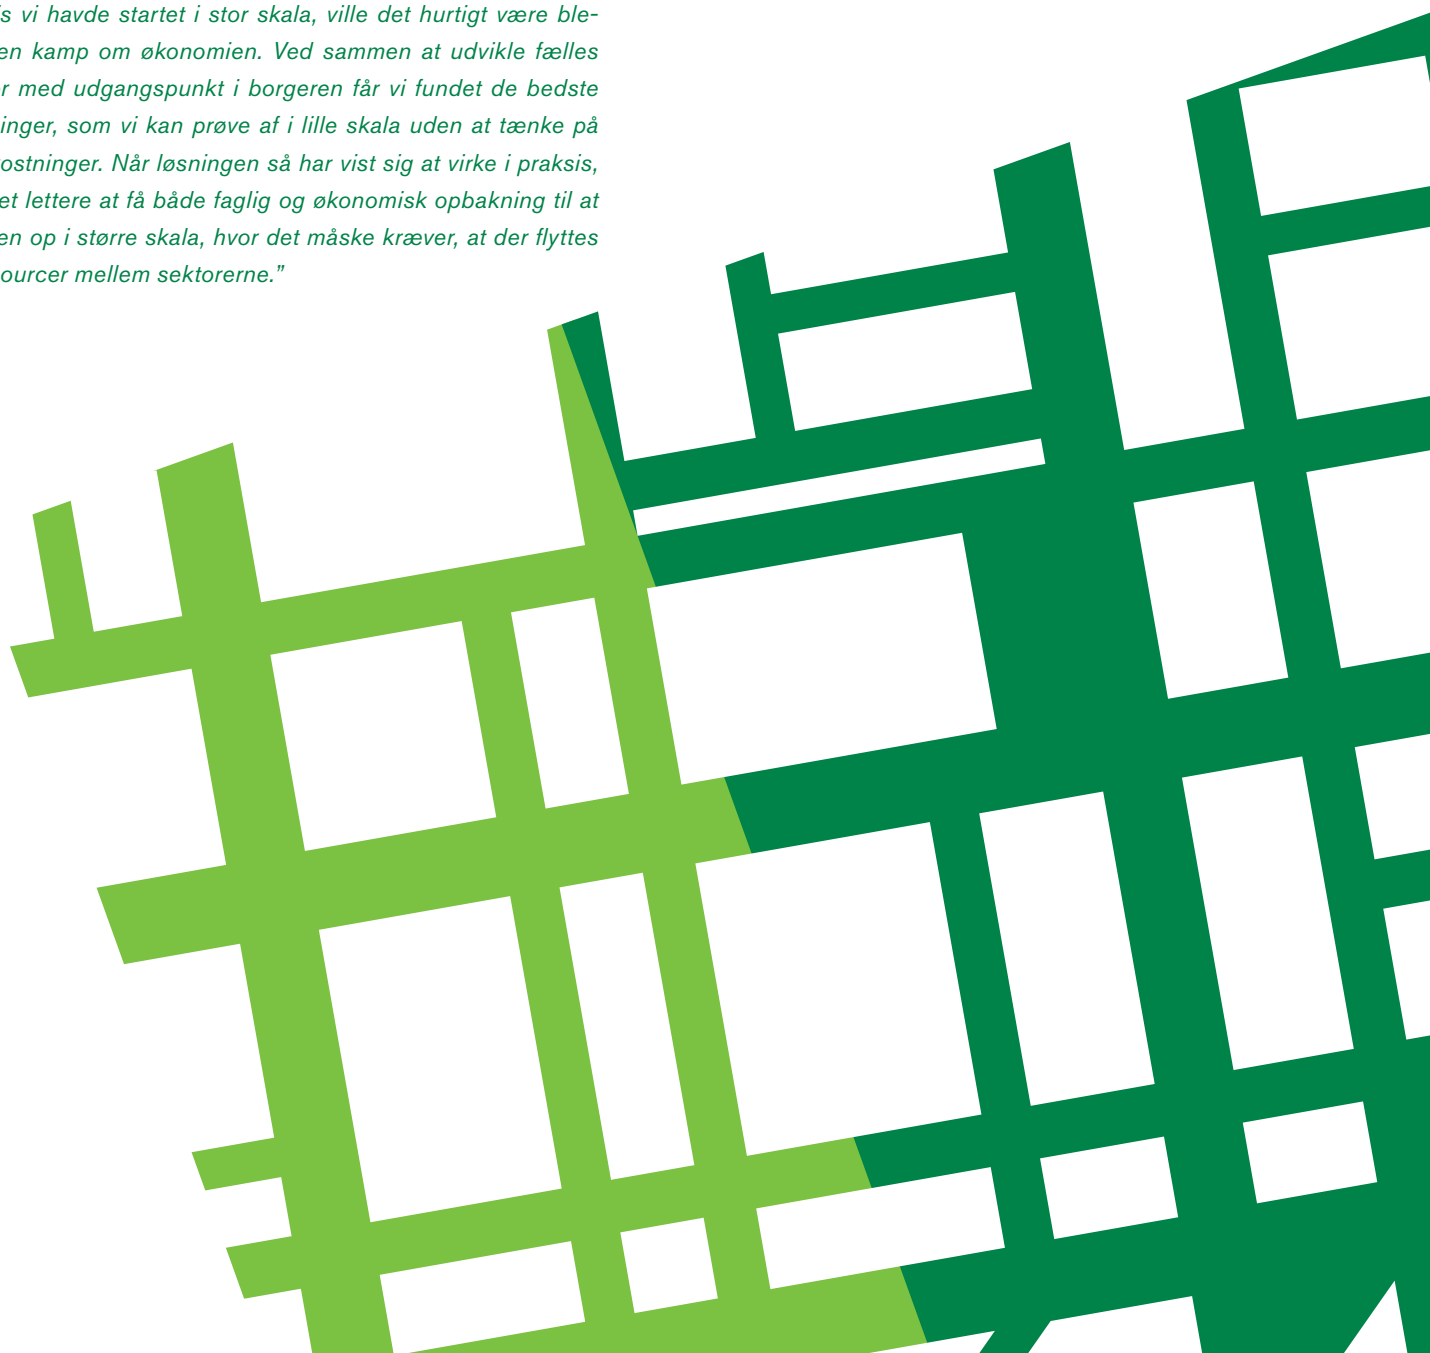 s vi havde startet i stor skala, ville det hurtigt være ble-
en kamp om økonomien. Ved sammen at udvikle fælles
r med udgangspunkt i borgeren får vi fundet de bedste
inger, som vi kan prøve af i lille skala uden at tænke på
ostninger. Når løsningen så har vist sig at virke i praksis,
et lettere at få både faglig og økonomisk opbakning til at
en op i større skala, hvor det måske kræver, at der flyttes
ourcer mellem sektorerne.”